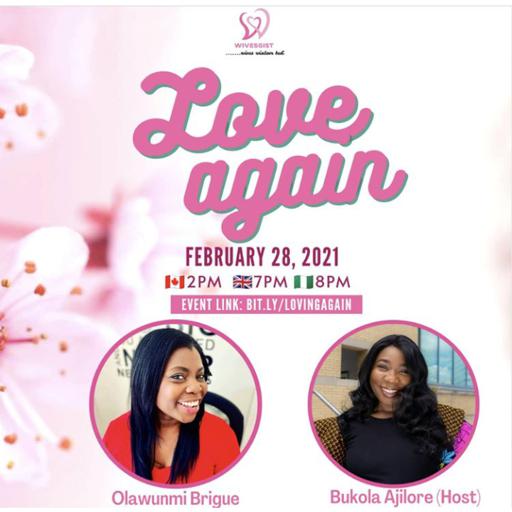 WIVESGIST
Love
again
FEBRUARY 28, 2021
2PM 7PM 8PM
EVENT LINK: BIT.LY/LOVINGAGAIN
Olawunmi Brigue
Bukola Ajilore (Host)